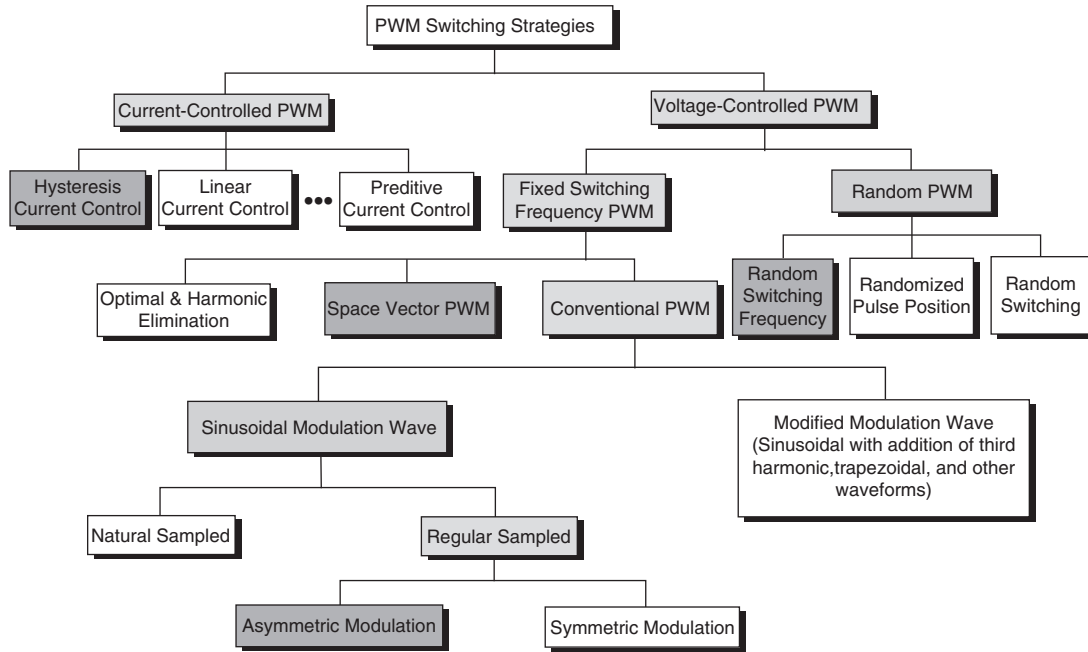 PWM Switching Strategies
Current-Controlled PWM
Voltage-Controlled PWM
Hysteresis
Current Control
Linear
Current Control
•••
Preditive
Current Control
Fixed Switching
Frequency PWM
Random PWM
Optimal & Harmonic
Elimination
Space Vector PWM
Conventional PWM
Random
Switching
Frequency
Randomized
Pulse Position
Random
Switching
Sinusoidal Modulation Wave
Modified Modulation Wave
(Sinusoidal with addition of third
harmonic,trapezoidal, and other
waveforms)
Natural Sampled
Regular Sampled
Asymmetric Modulation
Symmetric Modulation